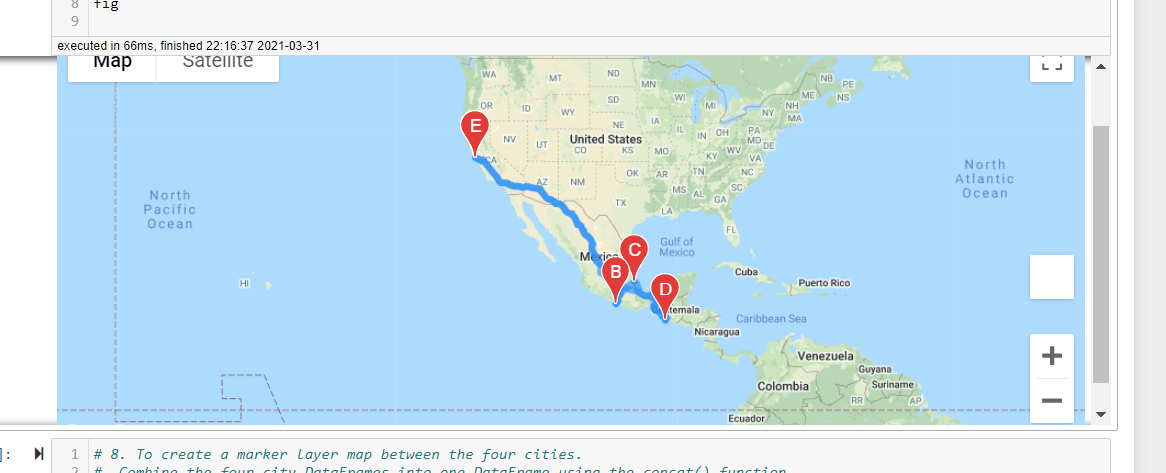 8 fig
9
executed in 66ms, finished 22:16:37 2021-03-31
Map Satellite
WA MT ND MN NB PE
OR ID WY SD WI MI NH NS
NY MA
E
NE IA
NV UT United States IL IN OH PA
CO KS MO MD DE
CA KY WV VA
AZ NM OK AR TN NC
MS AL SC
TX GA
LA
FL
North
Pacific
Ocean
North
Atlantic
Ocean
Gulf of
Mexico
C
Mexico
B
D
HI
Cuba
Puerto Rico
Guatemala
Caribbean Sea
Nicaragua
Venezuela
Guyana
Colombia Suriname
RR AP
Ecuador
+
−
]:
1 # 8. To create a marker layer map between the four cities.
2 # Combine the four city DataFrames into one DataFrame using the concat() function